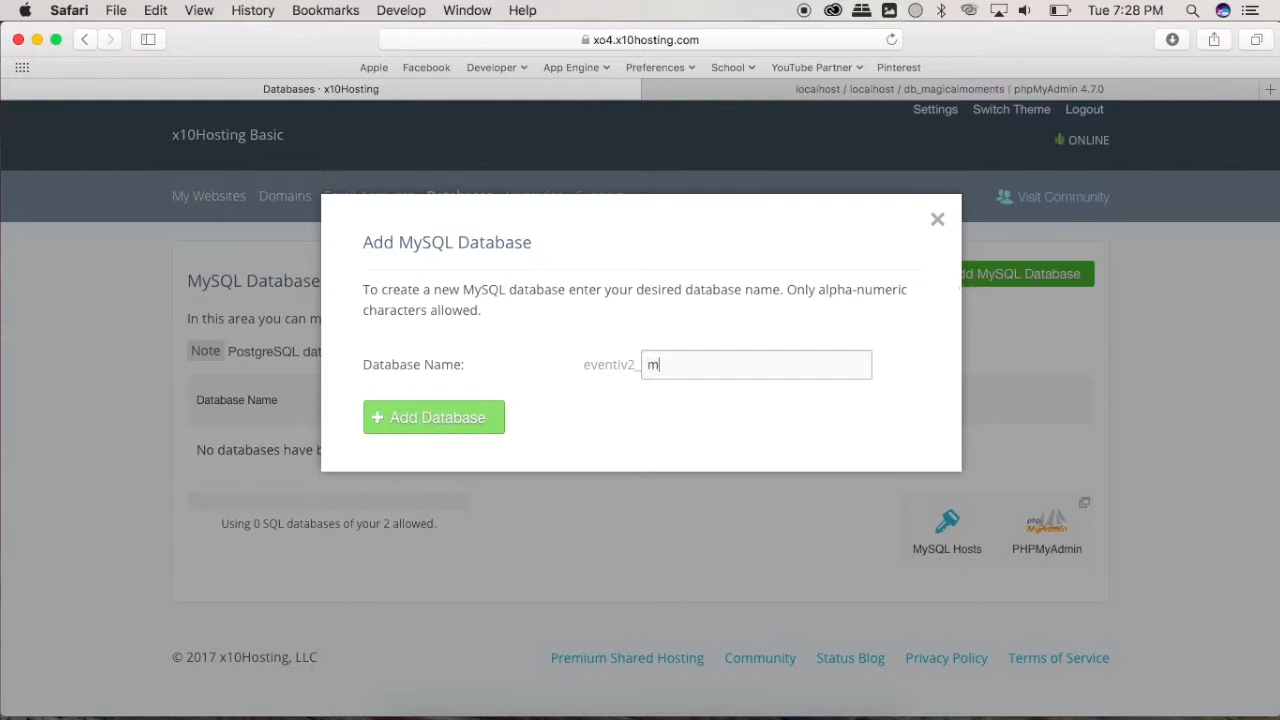 Safari File Edit View History Bookmarks Develop Window Help Tue 7:28 PM
xo4.x10hosting.com
Apple Facebook Developer App Engine Preferences School YouTube Partner Pinterest
Databases · x10Hosting localhost / localhost / db_magicalmoments | phpMyAdmin 4.7.0
Settings Switch Theme Logout
x10Hosting Basic
ONLINE
My Websites Domains Visit Community
Add MySQL Database
MySQL Database dd MySQL Database
To create a new MySQL database enter your desired database name. Only alpha-numeric
characters allowed.
In this area you can m
Note PostgreSQL dat
Database Name: eventiv2_ m
Database Name
+ Add Database
No databases have b
Using 0 SQL databases of your 2 allowed.
php
MyAdmin
MySQL Hosts PHPMyAdmin
© 2017 x10Hosting, LLC Premium Shared Hosting Community Status Blog Privacy Policy Terms of Service